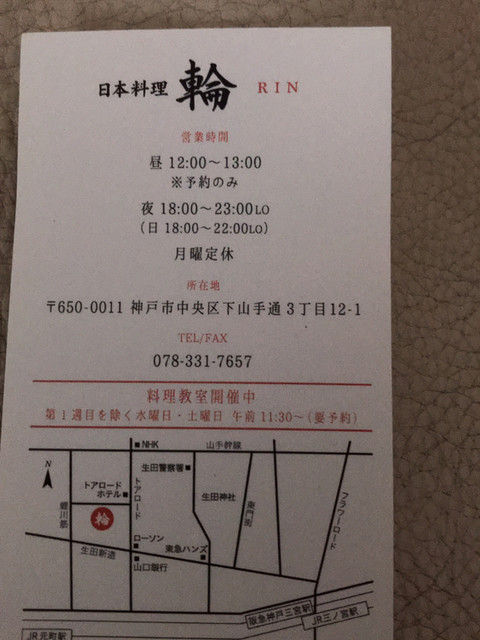 日本料理 輪 RIN
営業時間
昼 12:00～13:00
※予約のみ
夜 18:00～23:00LO
（日 18:00～22:00LO）
月曜定休
所在地
〒650-0011 神戸市中央区下山手通３丁目12-1
TEL/FAX
078-331-7657
料理教室開催中
第１週目を除く水曜日・土曜日 午前 11:30～（要予約）
NHK
山手幹線
生田警察署
N
トアロード
ホテル
トアロード
生田神社
東門街
フラワーロード
鯉川筋
輪
ローソン
生田新道
東急ハンズ
山口銀行
阪急神戸三宮駅
JR三ノ宮駅
JR元町駅